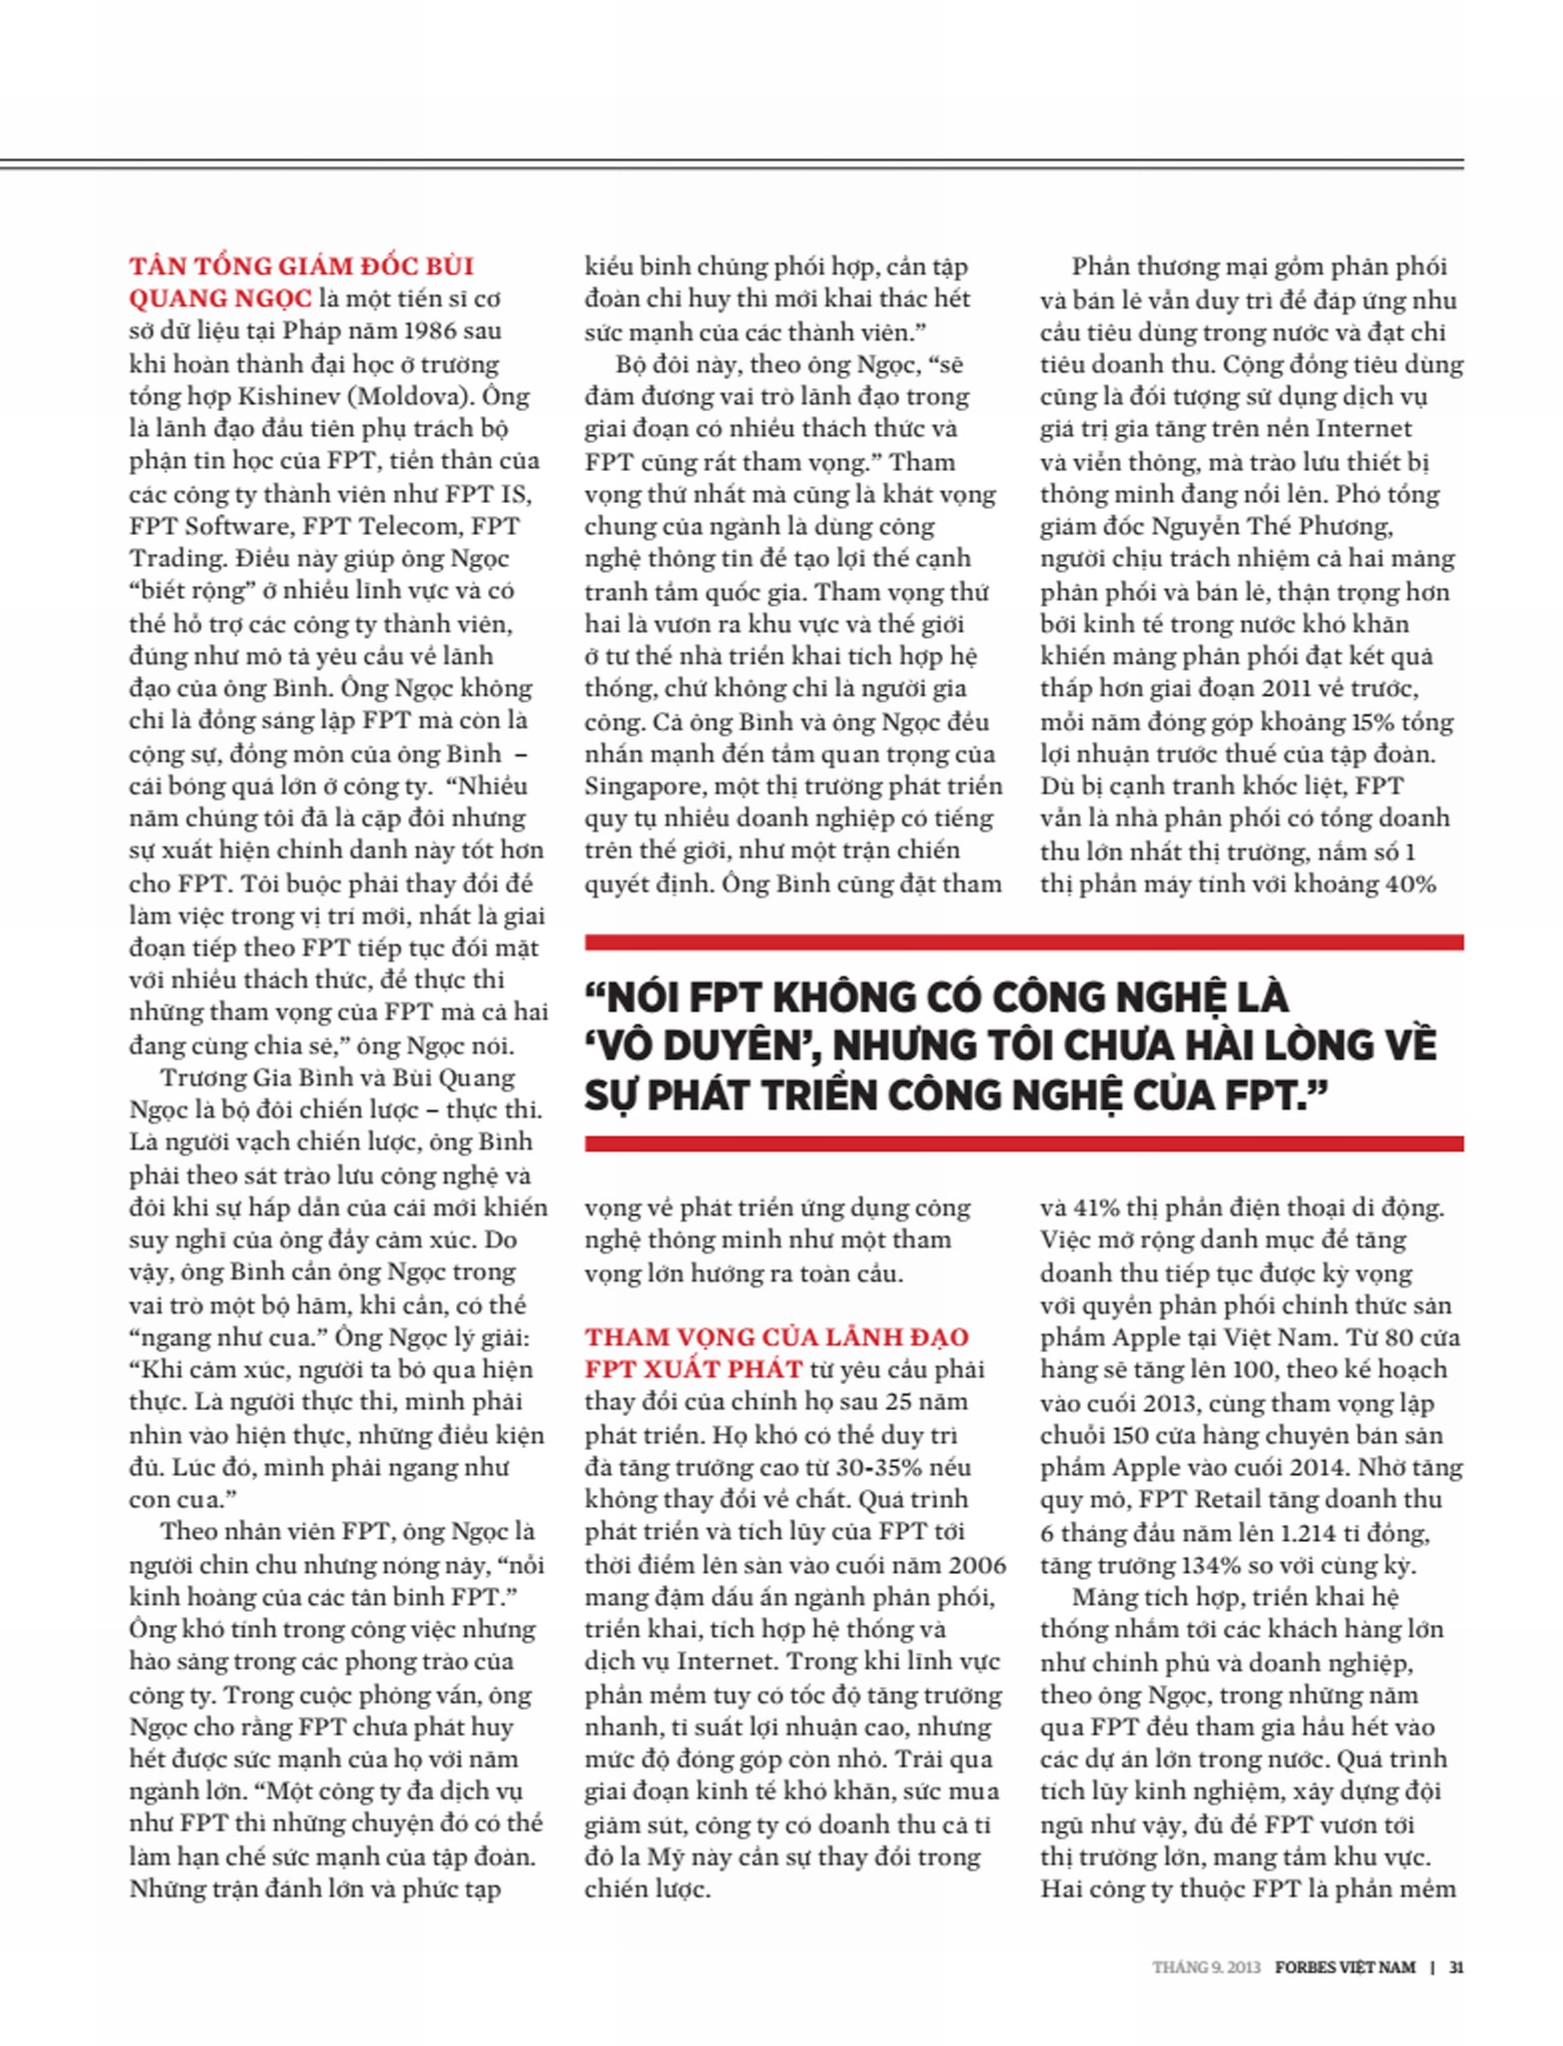 TÂN TỔNG GIÁM ĐỐC BÙI
QUANG NGỌC là một tiến sĩ cơ
sở dữ liệu tại Pháp năm 1986 sau
khi hoàn thành đại học ở trường
tổng hợp Kishinev (Moldova). Ông
là lãnh đạo đầu tiên phụ trách bộ
phận tin học của FPT, tiền thân của
các công ty thành viên như FPT IS,
FPT Software, FPT Telecom, FPT
Trading. Điều này giúp ông Ngọc
“biết rộng” ở nhiều lĩnh vực và có
thể hỗ trợ các công ty thành viên,
đúng như mô tả yêu cầu về lãnh
đạo của ông Bình. Ông Ngọc không
chỉ là đồng sáng lập FPT mà còn là
cộng sự, đồng môn của ông Bình –
cái bóng quá lớn ở công ty. “Nhiều
năm chúng tôi đã là cặp đôi nhưng
sự xuất hiện chính danh này tốt hơn
cho FPT. Tôi buộc phải thay đổi để
làm việc trong vị trí mới, nhất là giai
đoạn tiếp theo FPT tiếp tục đối mặt
với nhiều thách thức, để thực thi
những tham vọng của FPT mà cả hai
đang cùng chia sẻ,” ông Ngọc nói.
Trương Gia Bình và Bùi Quang
Ngọc là bộ đôi chiến lược – thực thi.
Là người vạch chiến lược, ông Bình
phải theo sát trào lưu công nghệ và
đôi khi sự hấp dẫn của cái mới khiến
suy nghĩ của ông đầy cảm xúc. Do
vậy, ông Bình cần ông Ngọc trong
vai trò một bộ hãm, khi cần, có thể
“ngang như cua.” Ông Ngọc lý giải:
“Khi cảm xúc, người ta bỏ qua hiện
thực. Là người thực thi, mình phải
nhìn vào hiện thực, những điều kiện
đủ. Lúc đó, mình phải ngang như
con cua.”
Theo nhân viên FPT, ông Ngọc là
người chỉn chu nhưng nóng nảy, “nỗi
kinh hoàng của các tân binh FPT.”
Ông khó tính trong công việc nhưng
hào sảng trong các phong trào của
công ty. Trong cuộc phỏng vấn, ông
Ngọc cho rằng FPT chưa phát huy
hết được sức mạnh của họ với năm
ngành lớn. “Một công ty đa dịch vụ
như FPT thì những chuyện đó có thể
làm hạn chế sức mạnh của tập đoàn.
Những trận đánh lớn và phức tạp
kiểu binh chủng phối hợp, cần tập
đoàn chỉ huy thì mới khai thác hết
sức mạnh của các thành viên.”
Bộ đôi này, theo ông Ngọc, “sẽ
đảm đương vai trò lãnh đạo trong
giai đoạn có nhiều thách thức và
FPT cũng rất tham vọng.” Tham
vọng thứ nhất mà cũng là khát vọng
chung của ngành là dùng công
nghệ thông tin để tạo lợi thế cạnh
tranh tầm quốc gia. Tham vọng thứ
hai là vươn ra khu vực và thế giới
ở tư thế nhà triển khai tích hợp hệ
thống, chứ không chỉ là người gia
công. Cả ông Bình và ông Ngọc đều
nhấn mạnh đến tầm quan trọng của
Singapore, một thị trường phát triển
quy tụ nhiều doanh nghiệp có tiếng
trên thế giới, như một trận chiến
quyết định. Ông Bình cũng đặt tham
Phần thương mại gồm phân phối
và bán lẻ vẫn duy trì để đáp ứng nhu
cầu tiêu dùng trong nước và đạt chỉ
tiêu doanh thu. Cộng đồng tiêu dùng
cũng là đối tượng sử dụng dịch vụ
giá trị gia tăng trên nền Internet
và viễn thông, mà trào lưu thiết bị
thông minh đang nổi lên. Phó tổng
giám đốc Nguyễn Thế Phương,
người chịu trách nhiệm cả hai mảng
phân phối và bán lẻ, thận trọng hơn
bởi kinh tế trong nước khó khăn
khiến mảng phân phối đạt kết quả
thấp hơn giai đoạn 2011 về trước,
mỗi năm đóng góp khoảng 15% tổng
lợi nhuận trước thuế của tập đoàn.
Dù bị cạnh tranh khốc liệt, FPT
vẫn là nhà phân phối có tổng doanh
thu lớn nhất thị trường, nắm số 1
thị phần máy tính với khoảng 40%
“NÓI FPT KHÔNG CÓ CÔNG NGHỆ LÀ
‘VÔ DUYÊN’, NHƯNG TÔI CHƯA HÀI LÒNG VỀ
SỰ PHÁT TRIỂN CÔNG NGHỆ CỦA FPT.”
vọng về phát triển ứng dụng công
nghệ thông minh như một tham
vọng lớn hướng ra toàn cầu.
THAM VỌNG CỦA LÃNH ĐẠO
FPT XUẤT PHÁT từ yêu cầu phải
thay đổi của chính họ sau 25 năm
phát triển. Họ khó có thể duy trì
đà tăng trưởng cao từ 30-35% nếu
không thay đổi về chất. Quá trình
phát triển và tích lũy của FPT tới
thời điểm lên sàn vào cuối năm 2006
mang đậm dấu ấn ngành phân phối,
triển khai, tích hợp hệ thống và
dịch vụ Internet. Trong khi lĩnh vực
phần mềm tuy có tốc độ tăng trưởng
nhanh, tỉ suất lợi nhuận cao, nhưng
mức độ đóng góp còn nhỏ. Trải qua
giai đoạn kinh tế khó khăn, sức mua
giảm sút, công ty có doanh thu cả tỉ
đô la Mỹ này cần sự thay đổi trong
chiến lược.
và 41% thị phần điện thoại di động.
Việc mở rộng danh mục để tăng
doanh thu tiếp tục được kỳ vọng
với quyền phân phối chính thức sản
phẩm Apple tại Việt Nam. Từ 80 cửa
hàng sẽ tăng lên 100, theo kế hoạch
vào cuối 2013, cùng tham vọng lập
chuỗi 150 cửa hàng chuyên bán sản
phẩm Apple vào cuối 2014. Nhờ tăng
quy mô, FPT Retail tăng doanh thu
6 tháng đầu năm lên 1.214 tỉ đồng,
tăng trưởng 134% so với cùng kỳ.
Mảng tích hợp, triển khai hệ
thống nhắm tới các khách hàng lớn
như chính phủ và doanh nghiệp,
theo ông Ngọc, trong những năm
qua FPT đều tham gia hầu hết vào
các dự án lớn trong nước. Quá trình
tích lũy kinh nghiệm, xây dựng đội
ngũ như vậy, đủ để FPT vươn tới
thị trường lớn, mang tầm khu vực.
Hai công ty thuộc FPT là phần mềm
THÁNG 9. 2013 FORBES VIỆT NAM | 31